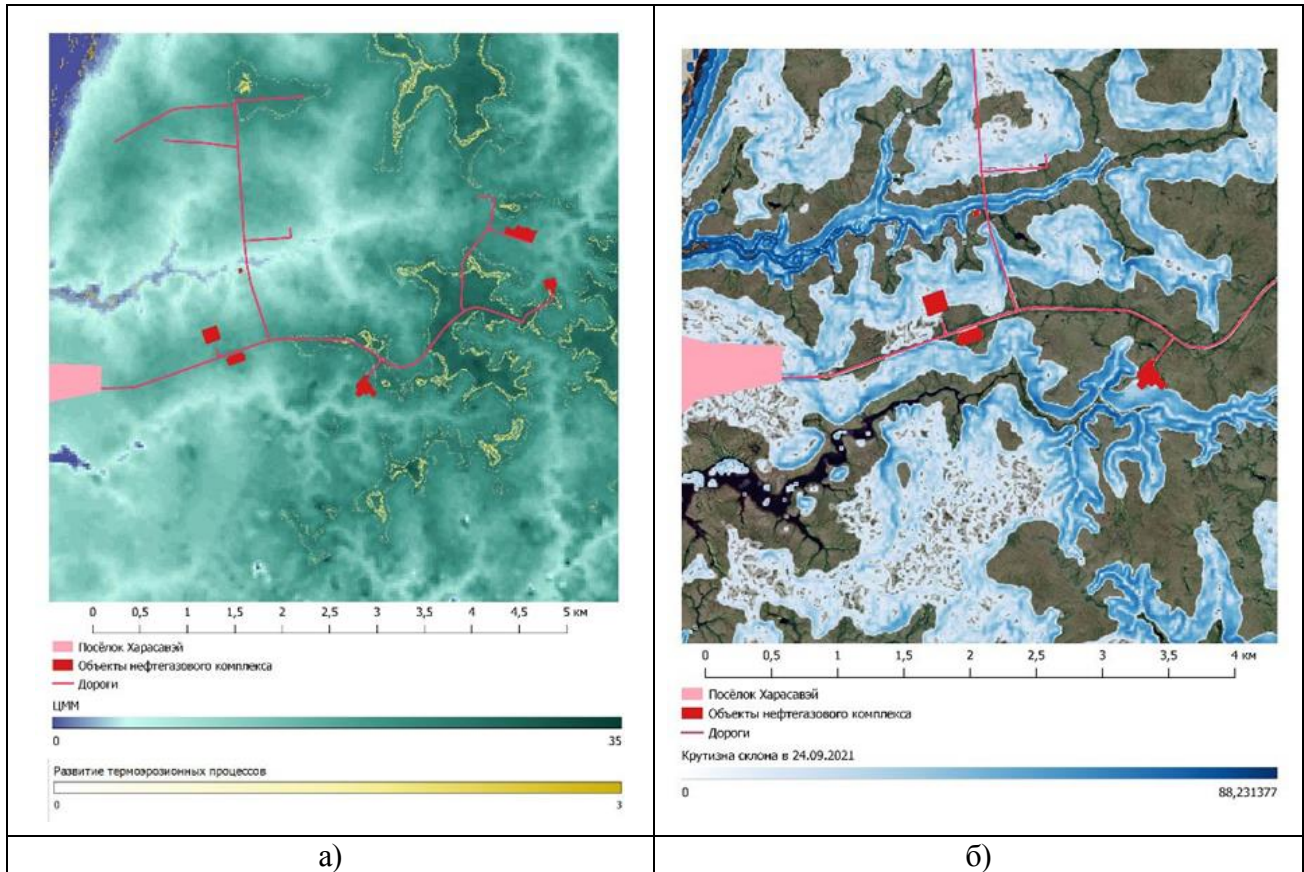 0 0,5 1 1,5 2 2,5 3 3,5 4 4,5 5 км
Посёлок Харасавэй
Объекты нефтегазового комплекса
Дороги
ЦММ
0 35
Развитие термоэрозионных процессов
0 3
а)
0 0,5 1 1,5 2 2,5 3 3,5 4 км
Посёлок Харасавэй
Объекты нефтегазового комплекса
Дороги
Крутизна склона в 24.09.2021
0 88,231377
б)